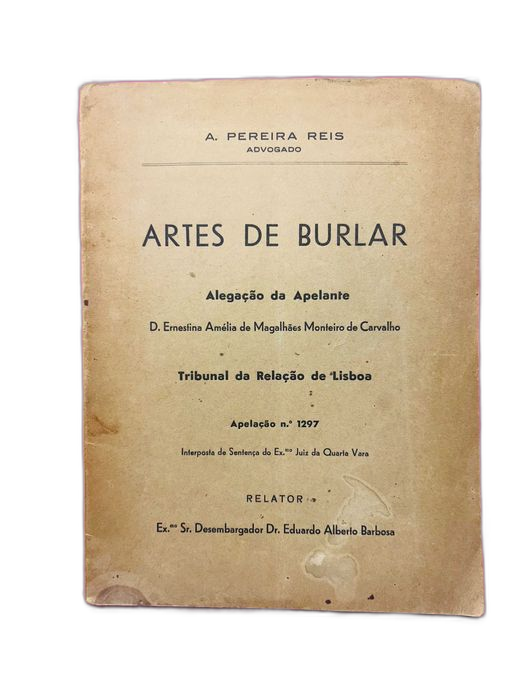 A. PEREIRA REIS
ADVOGADO
ARTES DE BURLAR
Alegação da Apelante
D. Ernestina Amélia de Magalhães Monteiro de Carvalho
Tribunal da Relação de Lisboa
Apelação n.º 1297
Interposta de Sentença do Ex.mo Juiz da Quarta Vara
RELATOR
Ex.mo Sr. Desembargador Dr. Eduardo Alberto Barbosa